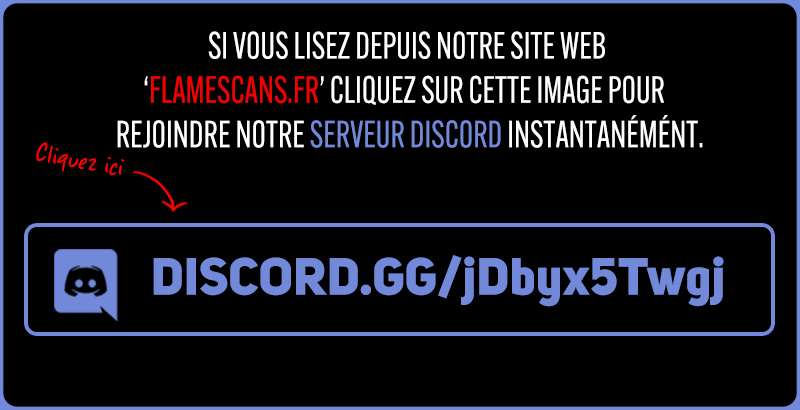 SI VOUS LISEZ DEPUIS NOTRE SITE WEB
‘FLAMESCANS.FR’ CLIQUEZ SUR CETTE IMAGE POUR
REJOINDRE NOTRE SERVEUR DISCORD INSTANTANÉMÉNT.
Cliquez ici
DISCORD.GG/jDbyx5Twgj